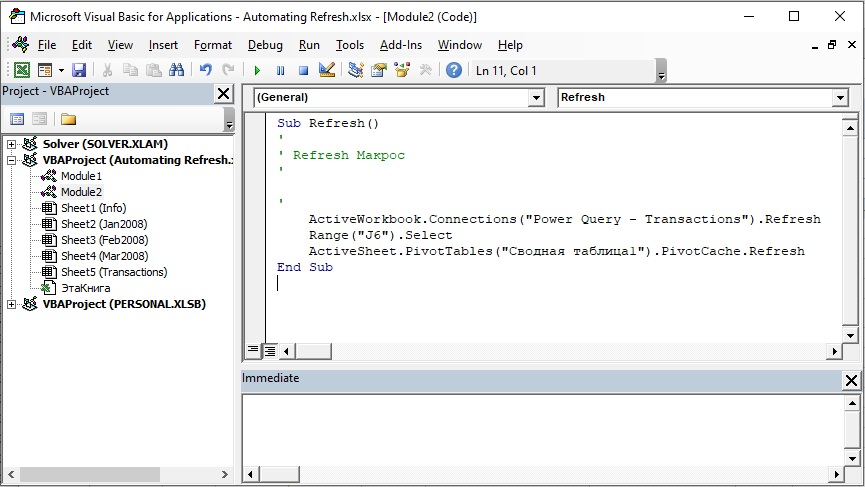 Microsoft Visual Basic for Applications - Automating Refresh.xlsx - [Module2 (Code)]
File Edit View Insert Format Debug Run Tools Add-Ins Window Help
Ln 11, Col 1
Project - VBAProject
Solver (SOLVER.XLAM)
VBAProject (Automating Refresh.
Module1
Module2
Sheet1 (Info)
Sheet2 (Jan2008)
Sheet3 (Feb2008)
Sheet4 (Mar2008)
Sheet5 (Transactions)
ЭтаКнига
VBAProject (PERSONAL.XLSB)
(General) Refresh
Sub Refresh()
'
' Refresh Макрос
'
'
ActiveWorkbook.Connections("Power Query - Transactions").Refresh
Range("J6").Select
ActiveSheet.PivotTables("Сводная таблица1").PivotCache.Refresh
End Sub
Immediate